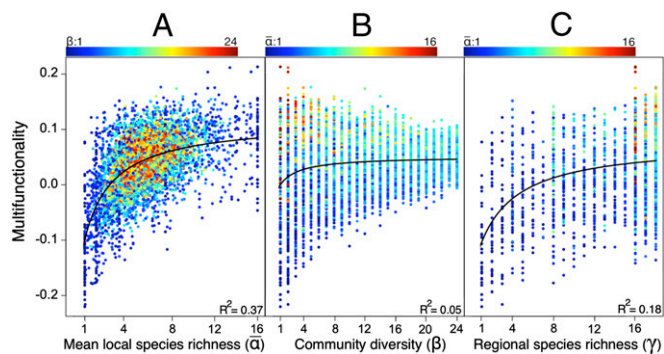 A B C
β:1 24 ᾱ:1 16 ᾱ:1 16
0.2
0.1
0.0
-0.1
-0.2
Multifunctionality
R²= 0.37 R²= 0.05 R²= 0.18
1 4 8 12 16 1 4 8 12 16 20 24 1 4 8 12 16
Mean local species richness (ᾱ) Community diversity (β) Regional species richness (γ)